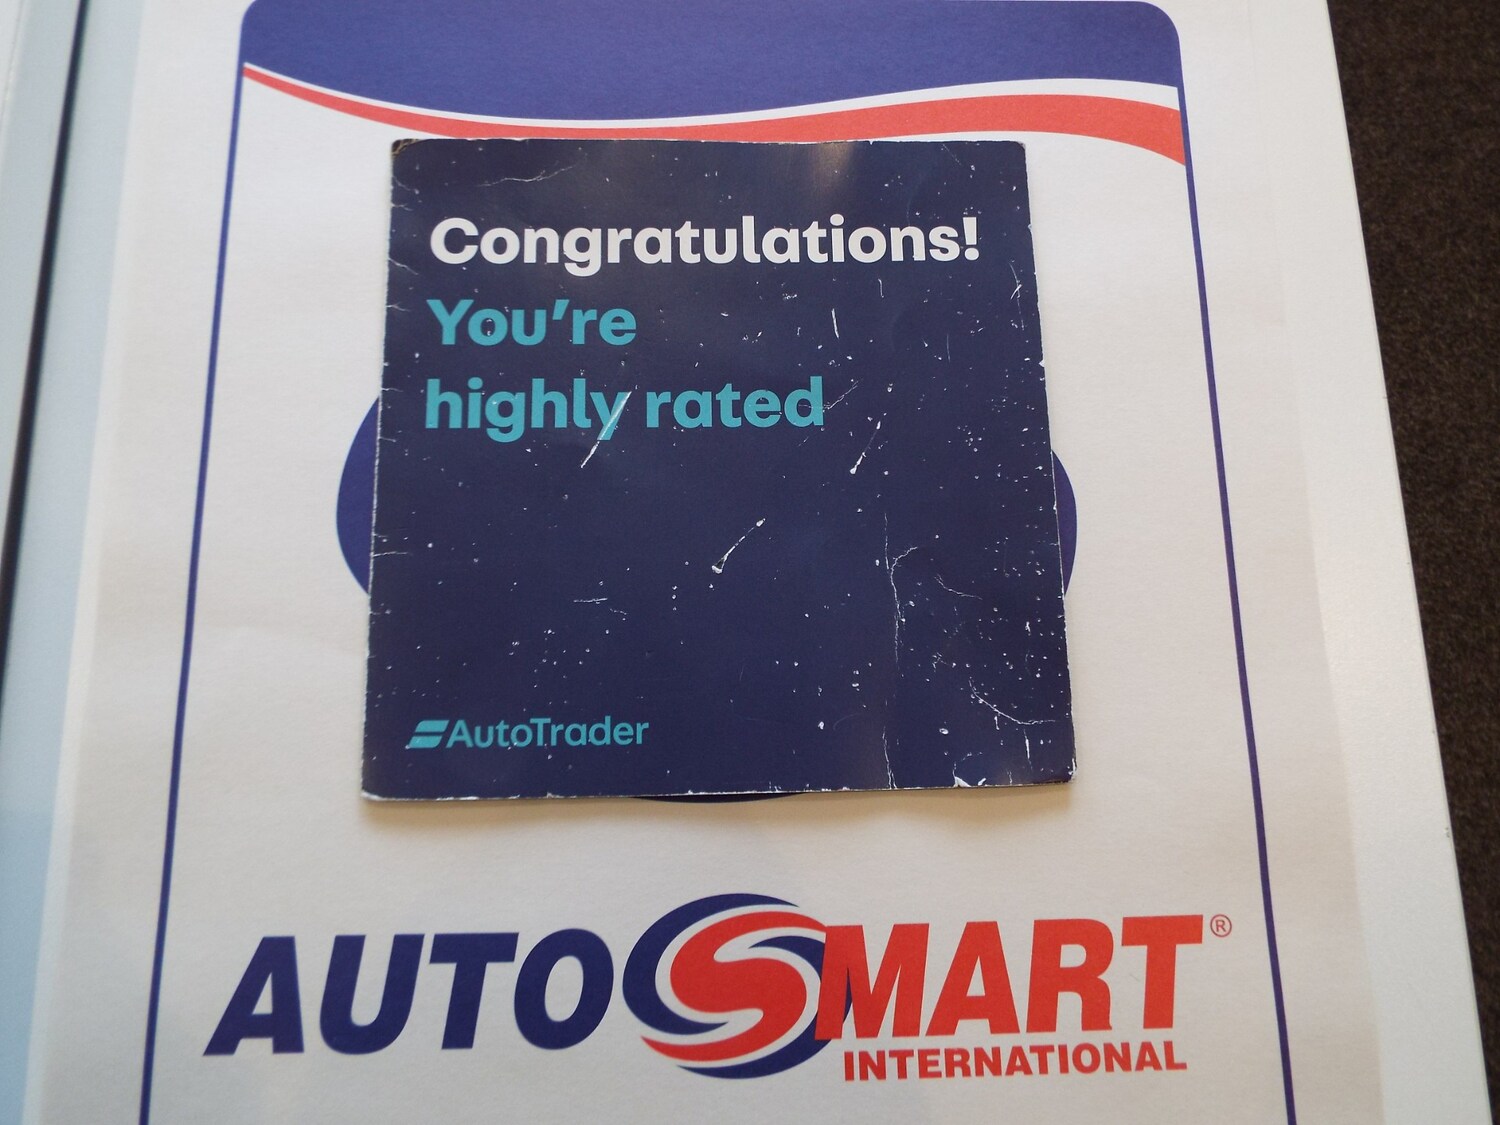 Congratulations!
You're
highly rated
AutoTrader
AUTOSMART®
INTERNATIONAL